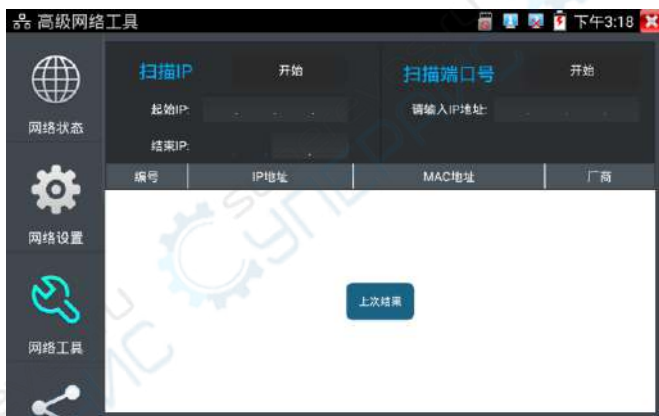 高级网络工具
下午3:18
网络状态
网络设置
网络工具
扫描IP
开始
起始IP:
结束IP:
扫描端口号
开始
请输入IP地址:
编号
IP地址
MAC地址
厂商
上次结果